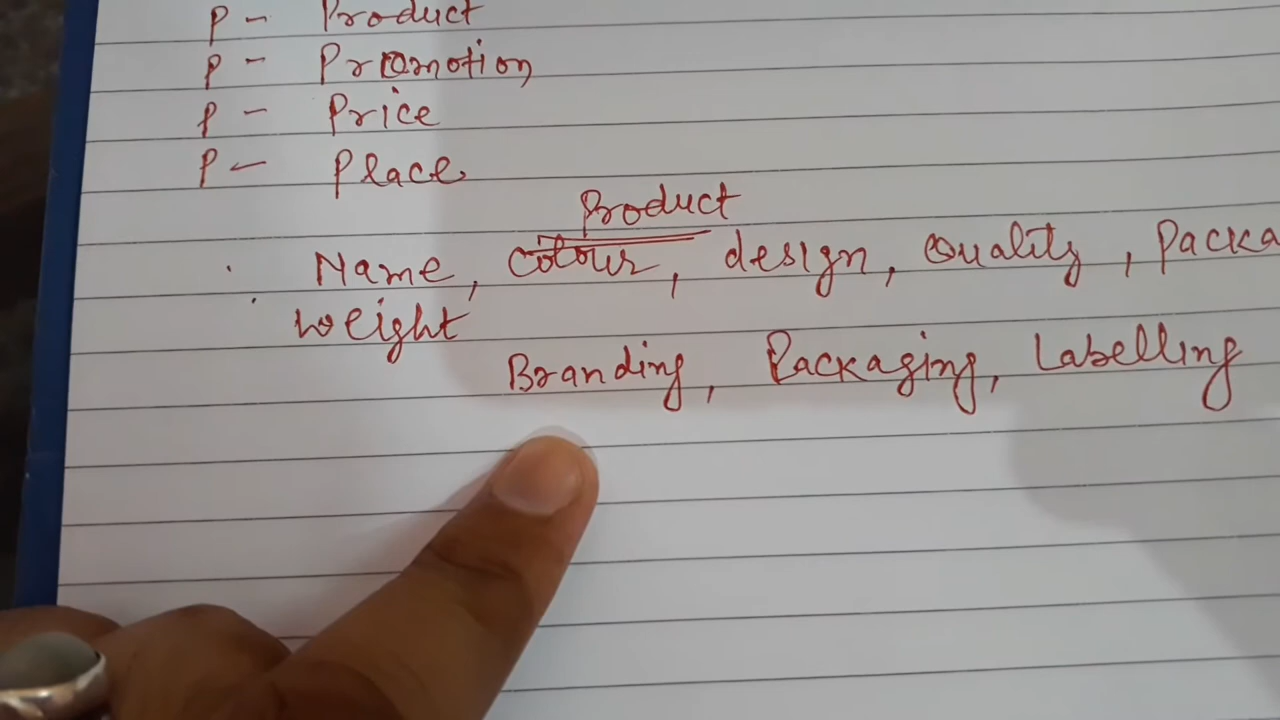 P - Product
P - Promotion
P - Price
P - Place
Product
Name, colour, design, Quality, Packa
weight
Branding, Packaging, Labelling